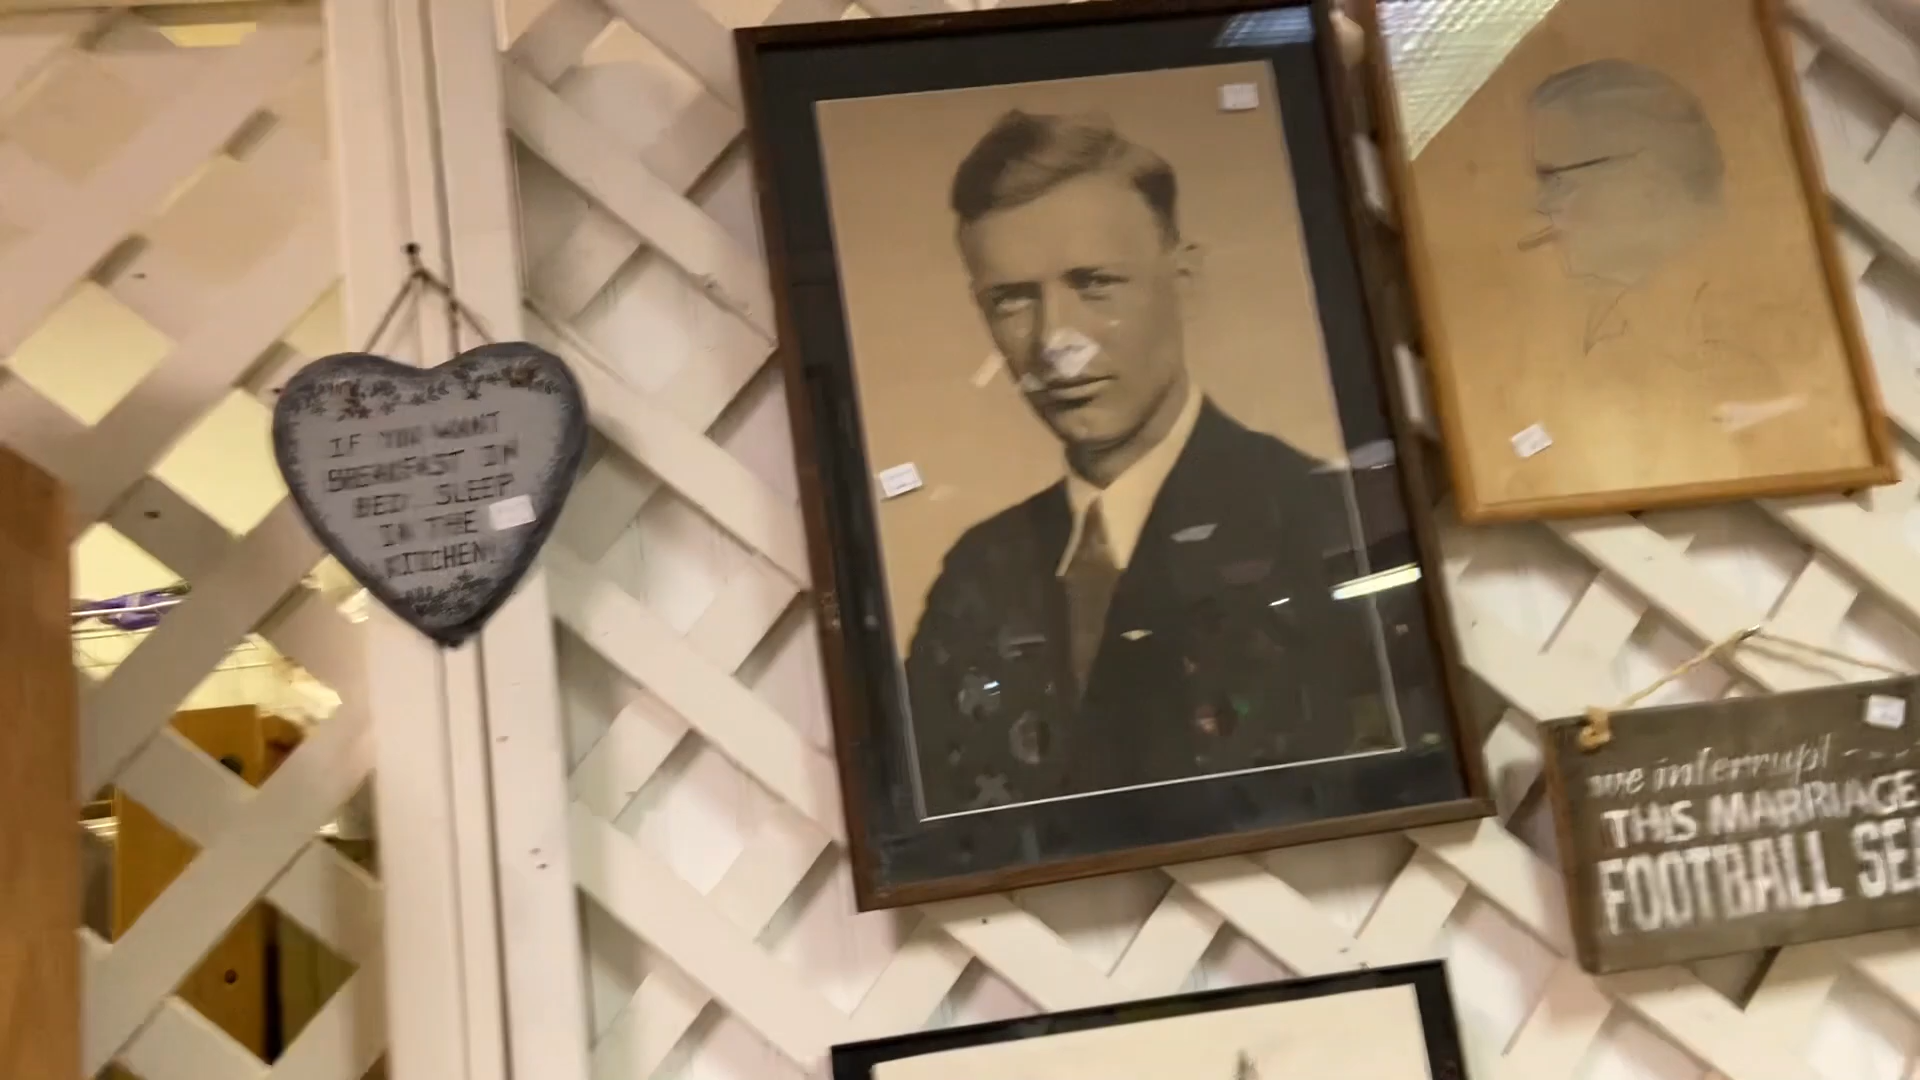 IF YOU WANT
BREAKFAST IN
BED...SLEEP
IN THE
KITCHEN!
we interrupt
THIS MARRIAGE
FOOTBALL SEA